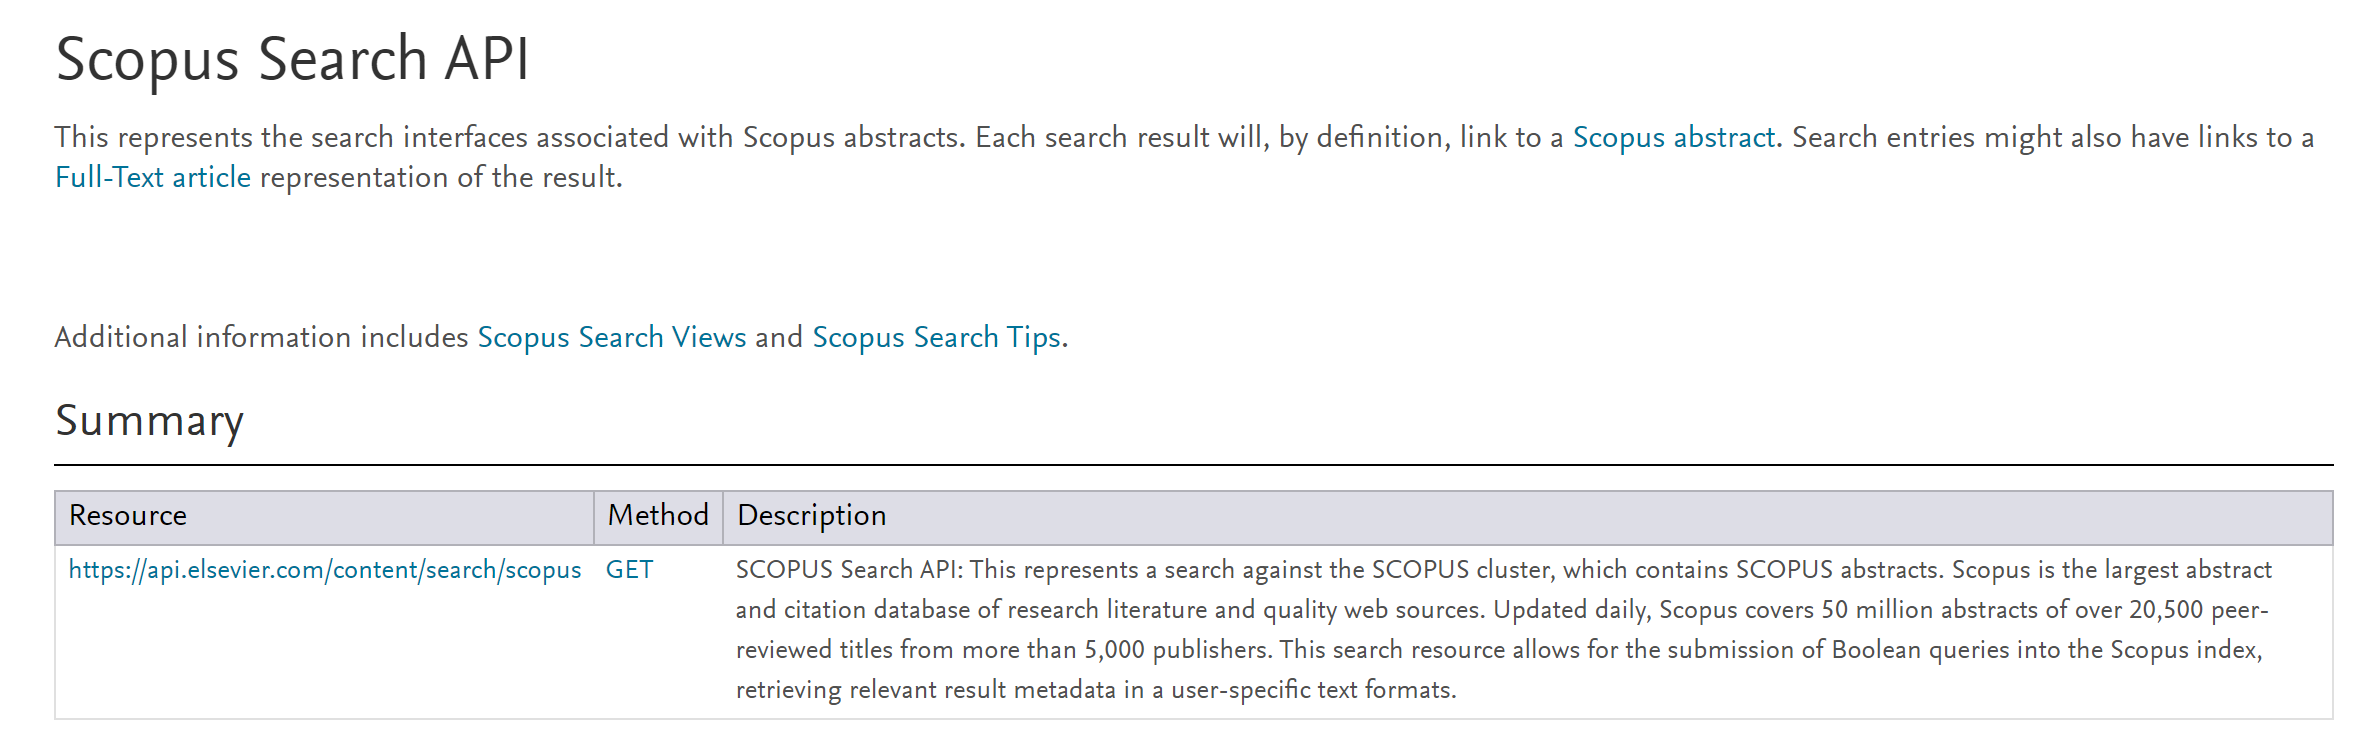 Scopus Search API
This represents the search interfaces associated with Scopus abstracts. Each search result will, by definition, link to a Scopus abstract. Search entries might also have links to a
Full-Text article representation of the result.
Additional information includes Scopus Search Views and Scopus Search Tips.
Summary
Resource Method Description
https://api.elsevier.com/content/search/scopus GET SCOPUS Search API: This represents a search against the SCOPUS cluster, which contains SCOPUS abstracts. Scopus is the largest abstract
and citation database of research literature and quality web sources. Updated daily, Scopus covers 50 million abstracts of over 20,500 peer-
reviewed titles from more than 5,000 publishers. This search resource allows for the submission of Boolean queries into the Scopus index,
retrieving relevant result metadata in a user-specific text formats.